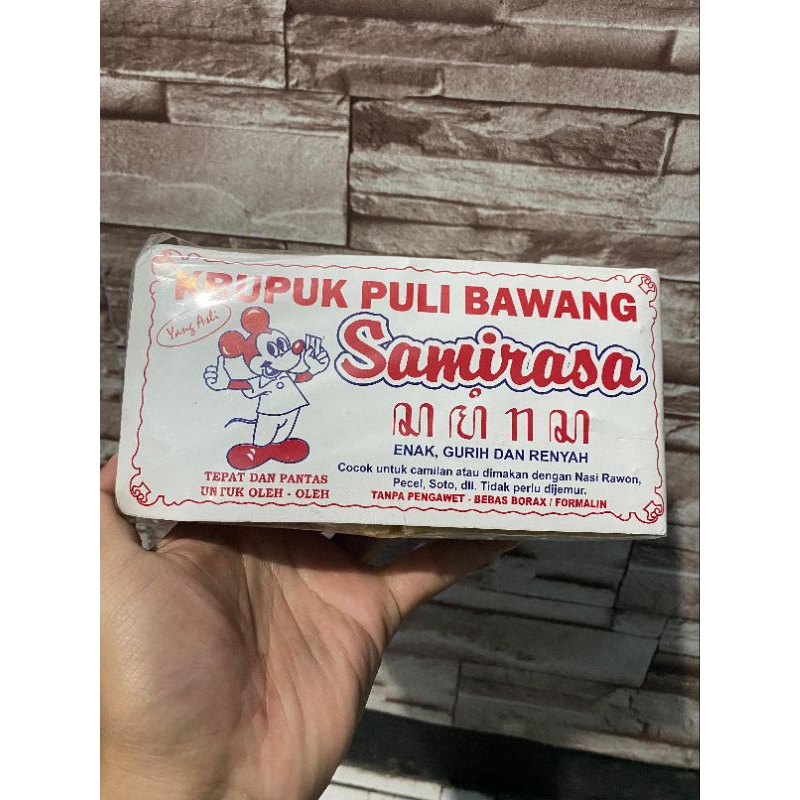 KRUPUK PULI BAWANG
Yang Asli
Samirasa
ꦱꦩꦶꦫꦱ
ENAK, GURIH DAN RENYAH
Cocok untuk camilan atau dimakan dengan Nasi Rawon,
Pecel, Soto, dll. Tidak perlu dijemur.
TANPA PENGAWET - BEBAS BORAX / FORMALIN
TEPAT DAN PANTAS
UNTUK OLEH - OLEH